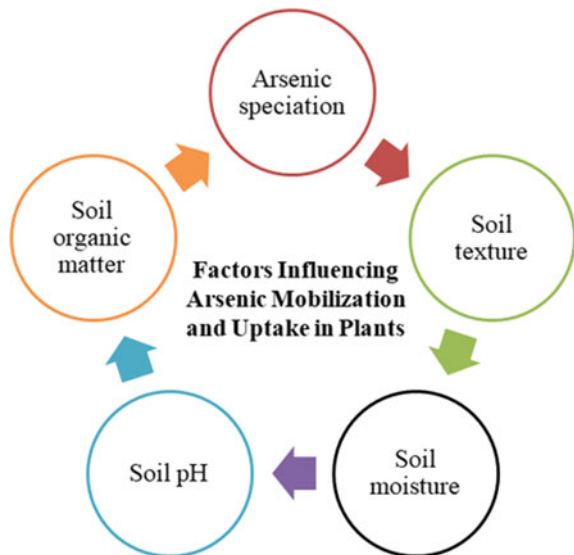 Arsenic
speciation
Soil
texture
Soil
moisture
Soil pH
Soil
organic
matter
Factors Influencing
Arsenic Mobilization
and Uptake in Plants